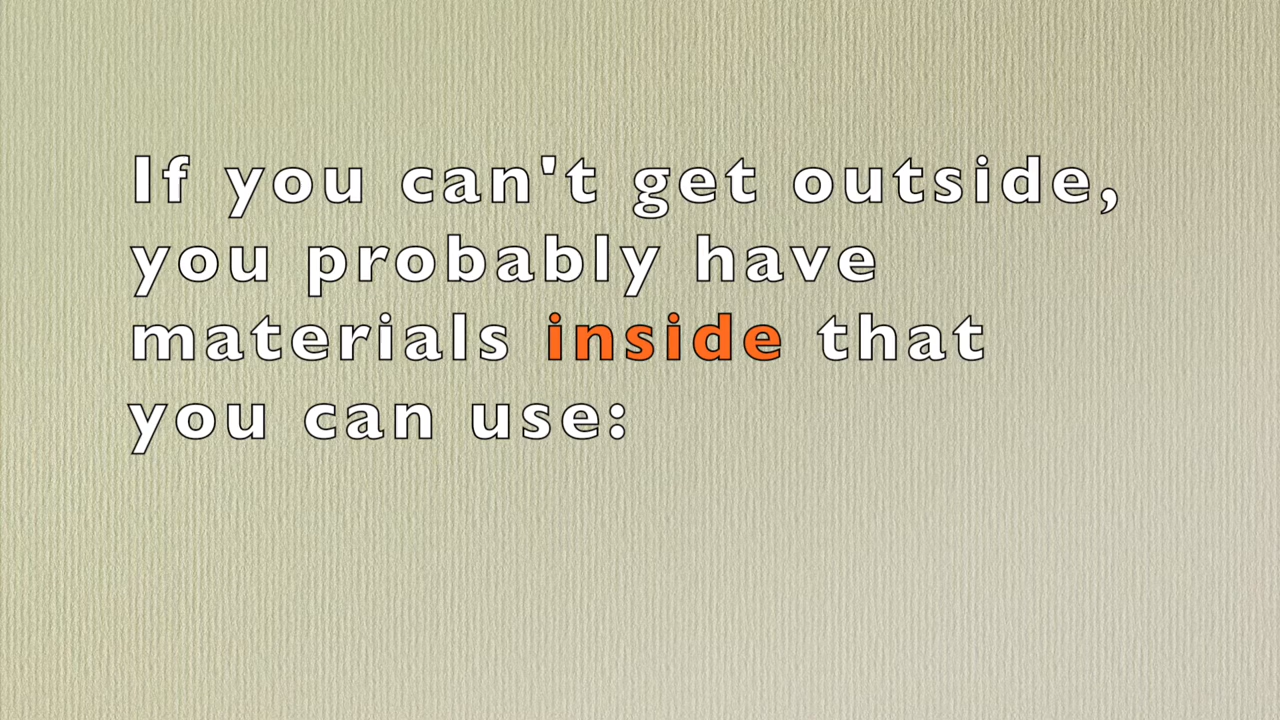 If you can't get outside,
you probably have
materials inside that
you can use: